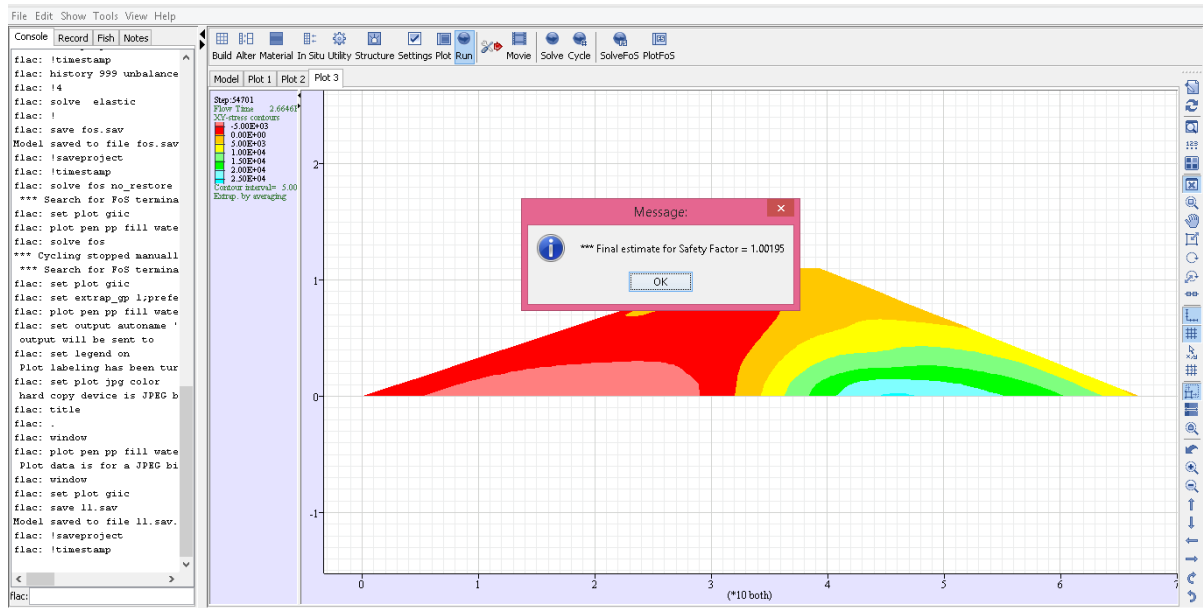 File Edit Show Tools View Help
Console Record Fish Notes
flac: !timestamp
flac: history 999 unbalance
flac: !4
flac: solve elastic
flac: !
flac: save fos.sav
Model saved to file fos.sav
flac: !saveproject
flac: !timestamp
flac: solve fos no_restore
*** Search for FoS termina
flac: set plot giic
flac: plot pen pp fill wate
flac: solve fos
*** Cycling stopped manuall
*** Search for FoS termina
flac: set plot giic
flac: set extrap_gp 1;prefe
flac: plot pen pp fill wate
flac: set output autoname '
output will be sent to
flac: set legend on
Plot labeling has been tur
flac: set plot jpg color
hard copy device is JPEG b
flac: title
flac: .
flac: window
flac: plot pen pp fill wate
Plot data is for a JPEG bi
flac: window
flac: set plot giic
flac: save ll.sav
Model saved to file ll.sav.
flac: !saveproject
flac: !timestamp
flac:
Build Alter Material In Situ Utility Structure Settings Plot Run Movie Solve Cycle SolveFoS PlotFoS
Model Plot 1 Plot 2 Plot 3
Step:54701
Flow Time 2.6646
XY-stress contours
-5.00E+03
0.00E+00
5.00E+03
1.00E+04
1.50E+04
2.00E+04
2.50E+04
Contour interval= 5.00
Extrap. by averaging
Message:
*** Final estimate for Safety Factor = 1.00195
OK
2
1
0
-1
0 1 2 3 4 5 6 7
(*10 both)
123